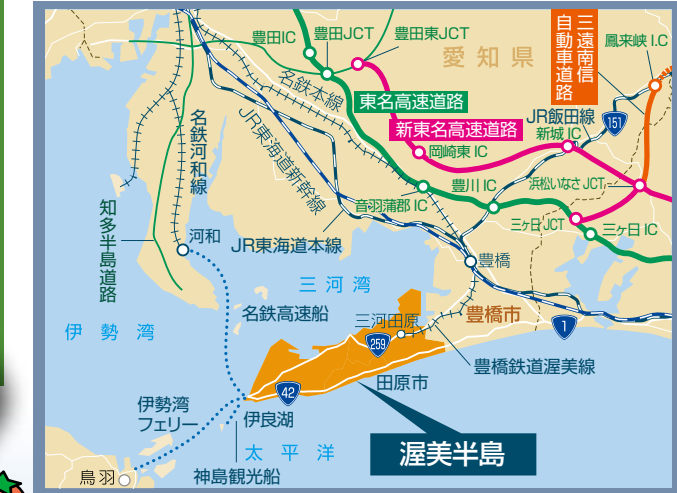 豊田IC
豊田JCT
豊田東JCT
愛知県
三遠南信
自動車道路
鳳来峡 I.C
名鉄本線
東名高速道路
新東名高速道路
JR飯田線
151
新城 IC
岡崎東 IC
名鉄河和線
JR東海道新幹線
豊川 IC
浜松いなさ JCT
音羽蒲郡 IC
知多半島道路
三ヶ日 JCT
三ヶ日 IC
河和
JR東海道本線
豊橋
三河湾
名鉄高速船
伊勢湾
三河田原
豊橋市
1
259
豊橋鉄道渥美線
田原市
42
伊勢湾
フェリー
伊良湖
太平洋
渥美半島
鳥羽
神島観光船